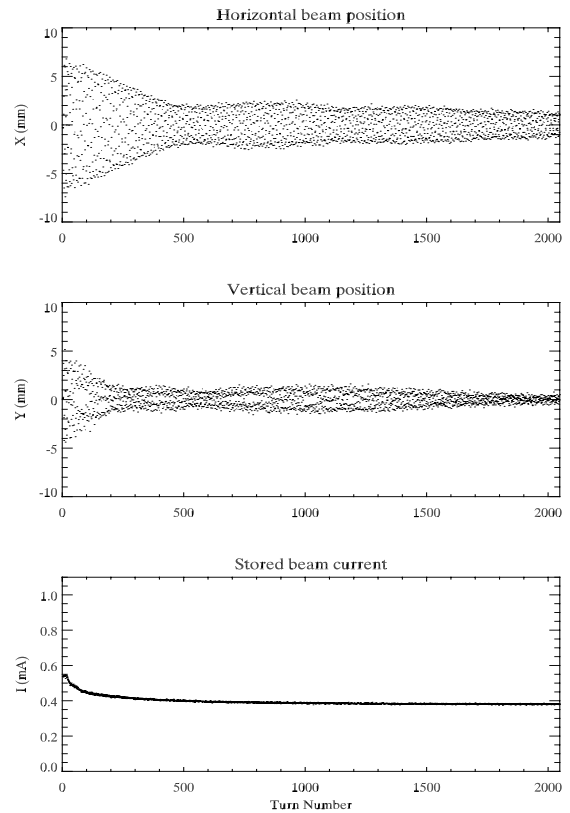 Horizontal beam position
10
5
0
-5
-10
X (mm)
0 500 1000 1500 2000
Vertical beam position
10
5
0
-5
-10
Y (mm)
0 500 1000 1500 2000
Stored beam current
1.0
0.8
0.6
0.4
0.2
0.0
I (mA)
0 500 1000 1500 2000
Turn Number